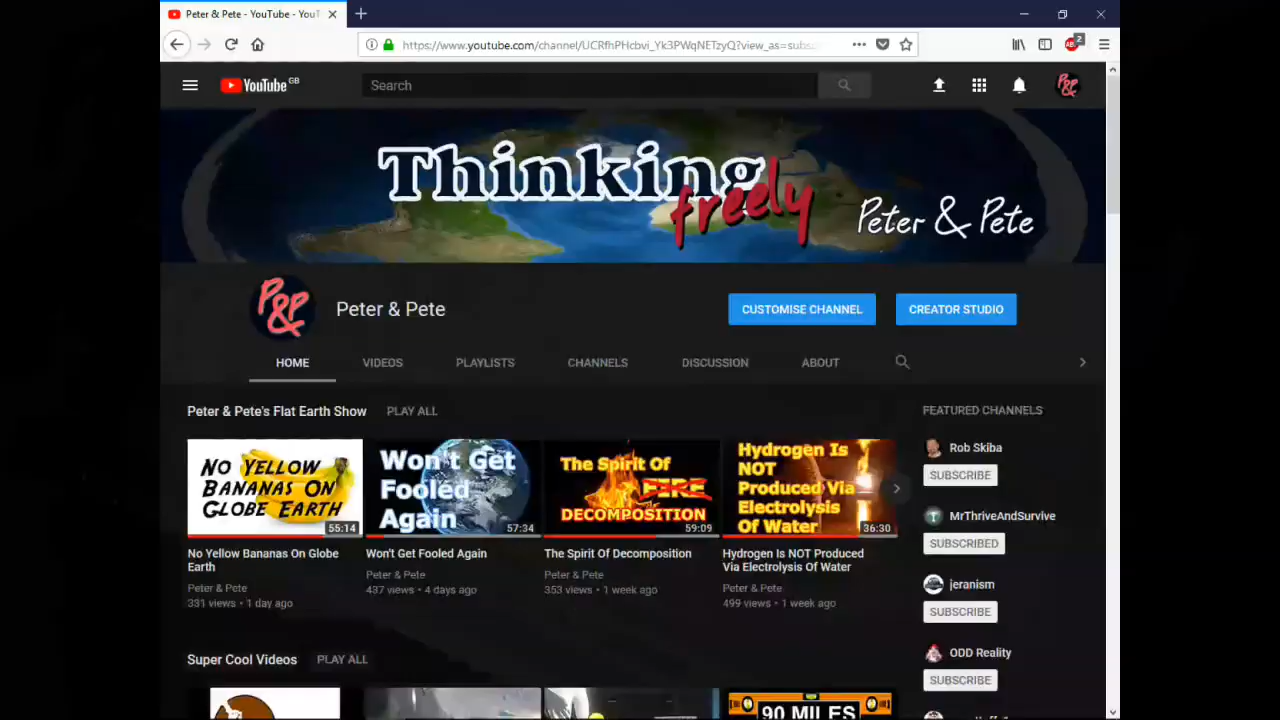 Peter & Pete - YouTube - YouT
https://www.youtube.com/channel/UCRfhPHcbvi_Yk3PWqNETzyQ?view_as=subs
2
YouTube GB
Search
Thinking
freely
Peter & Pete
P&P
Peter & Pete
CUSTOMISE CHANNEL
CREATOR STUDIO
HOME
VIDEOS
PLAYLISTS
CHANNELS
DISCUSSION
ABOUT
Peter & Pete's Flat Earth Show
PLAY ALL
NO YELLOW
BANANAS ON
GLOBE EARTH
55:14
No Yellow Bananas On Globe
Earth
Peter & Pete
331 views • 1 day ago
Won't Get
Fooled
Again
57:34
Won't Get Fooled Again
Peter & Pete
437 views • 4 days ago
The Spirit Of
FIRE
DECOMPOSITION
59:09
The Spirit Of Decomposition
Peter & Pete
353 views • 1 week ago
Hydrogen Is
NOT
Produced Via
Electrolysis
Of Water
36:30
Hydrogen Is NOT Produced
Via Electrolysis Of Water
Peter & Pete
499 views • 1 week ago
FEATURED CHANNELS
Rob Skiba
SUBSCRIBE
MrThriveAndSurvive
SUBSCRIBED
jeranism
SUBSCRIBE
ODD Reality
SUBSCRIBE
Super Cool Videos
PLAY ALL
90 MILES